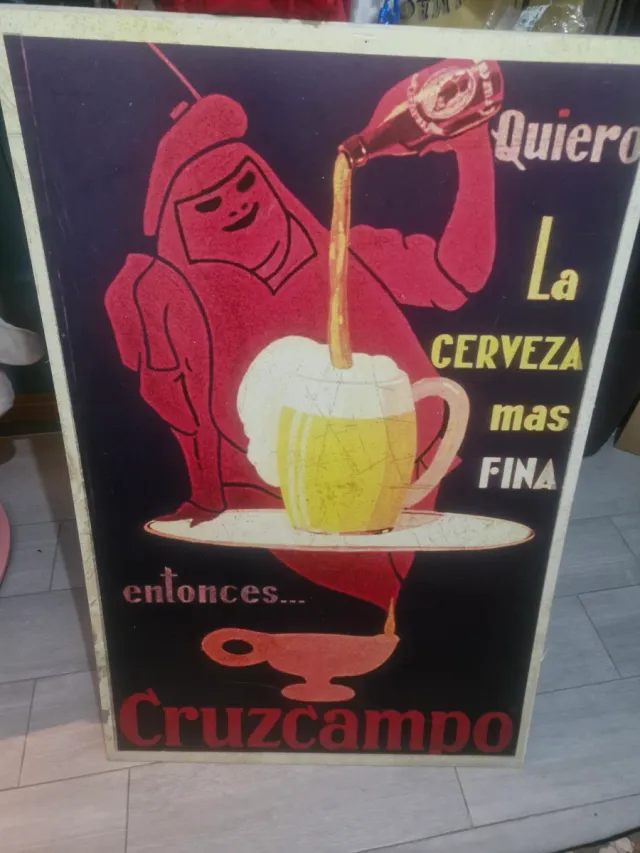 Quiero
La
CERVEZA
mas
FINA
entonces...
Cruzcampo